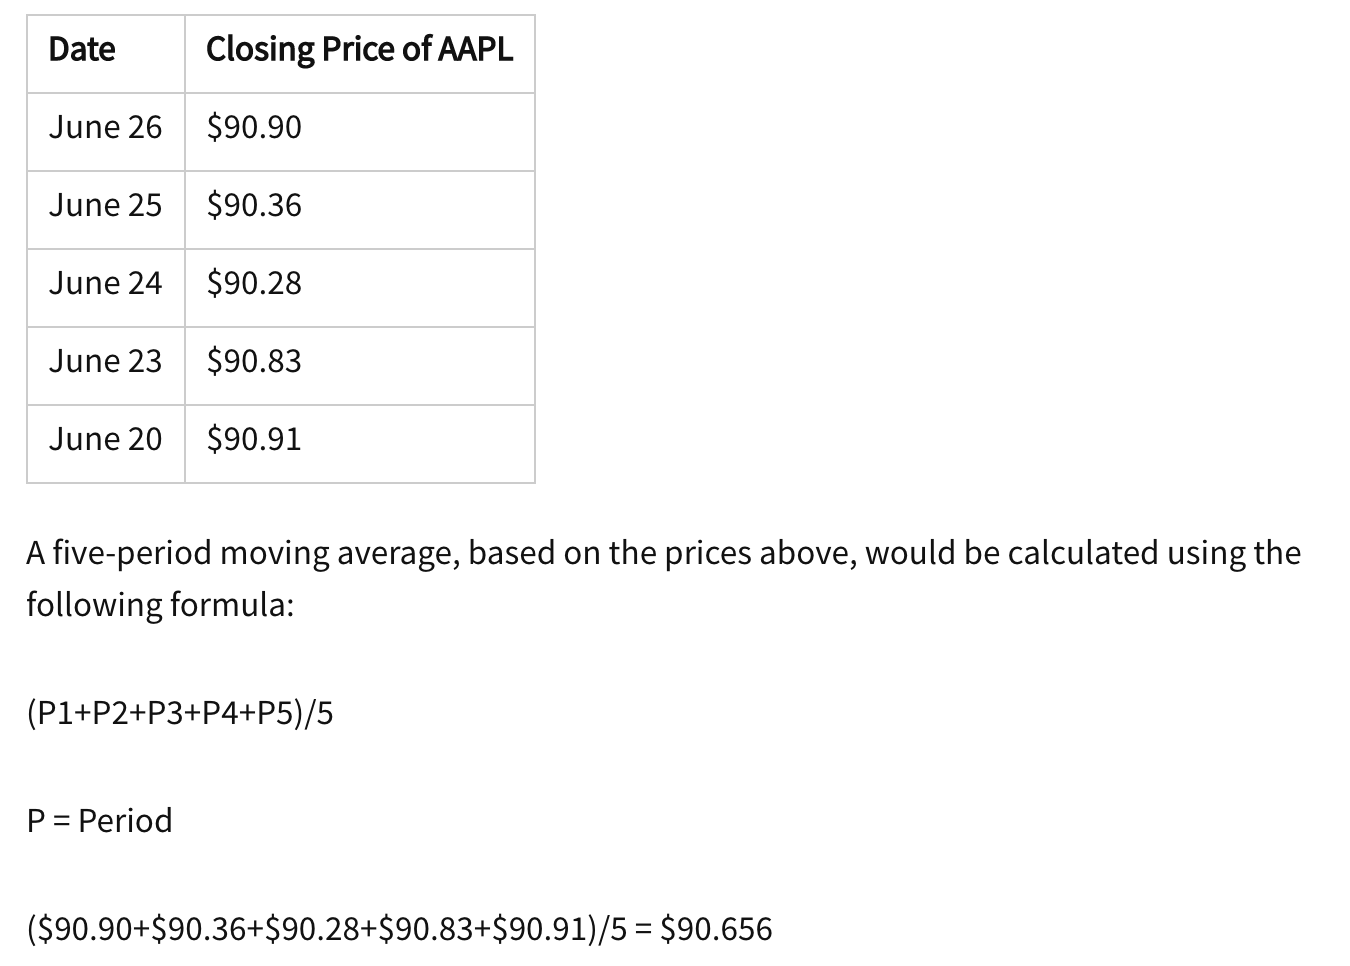 Date Closing Price of AAPL
June 26 $90.90
June 25 $90.36
June 24 $90.28
June 23 $90.83
June 20 $90.91
A five-period moving average, based on the prices above, would be calculated using the
following formula:
(P1+P2+P3+P4+P5)/5
P = Period
($90.90+$90.36+$90.28+$90.83+$90.91)/5 = $90.656